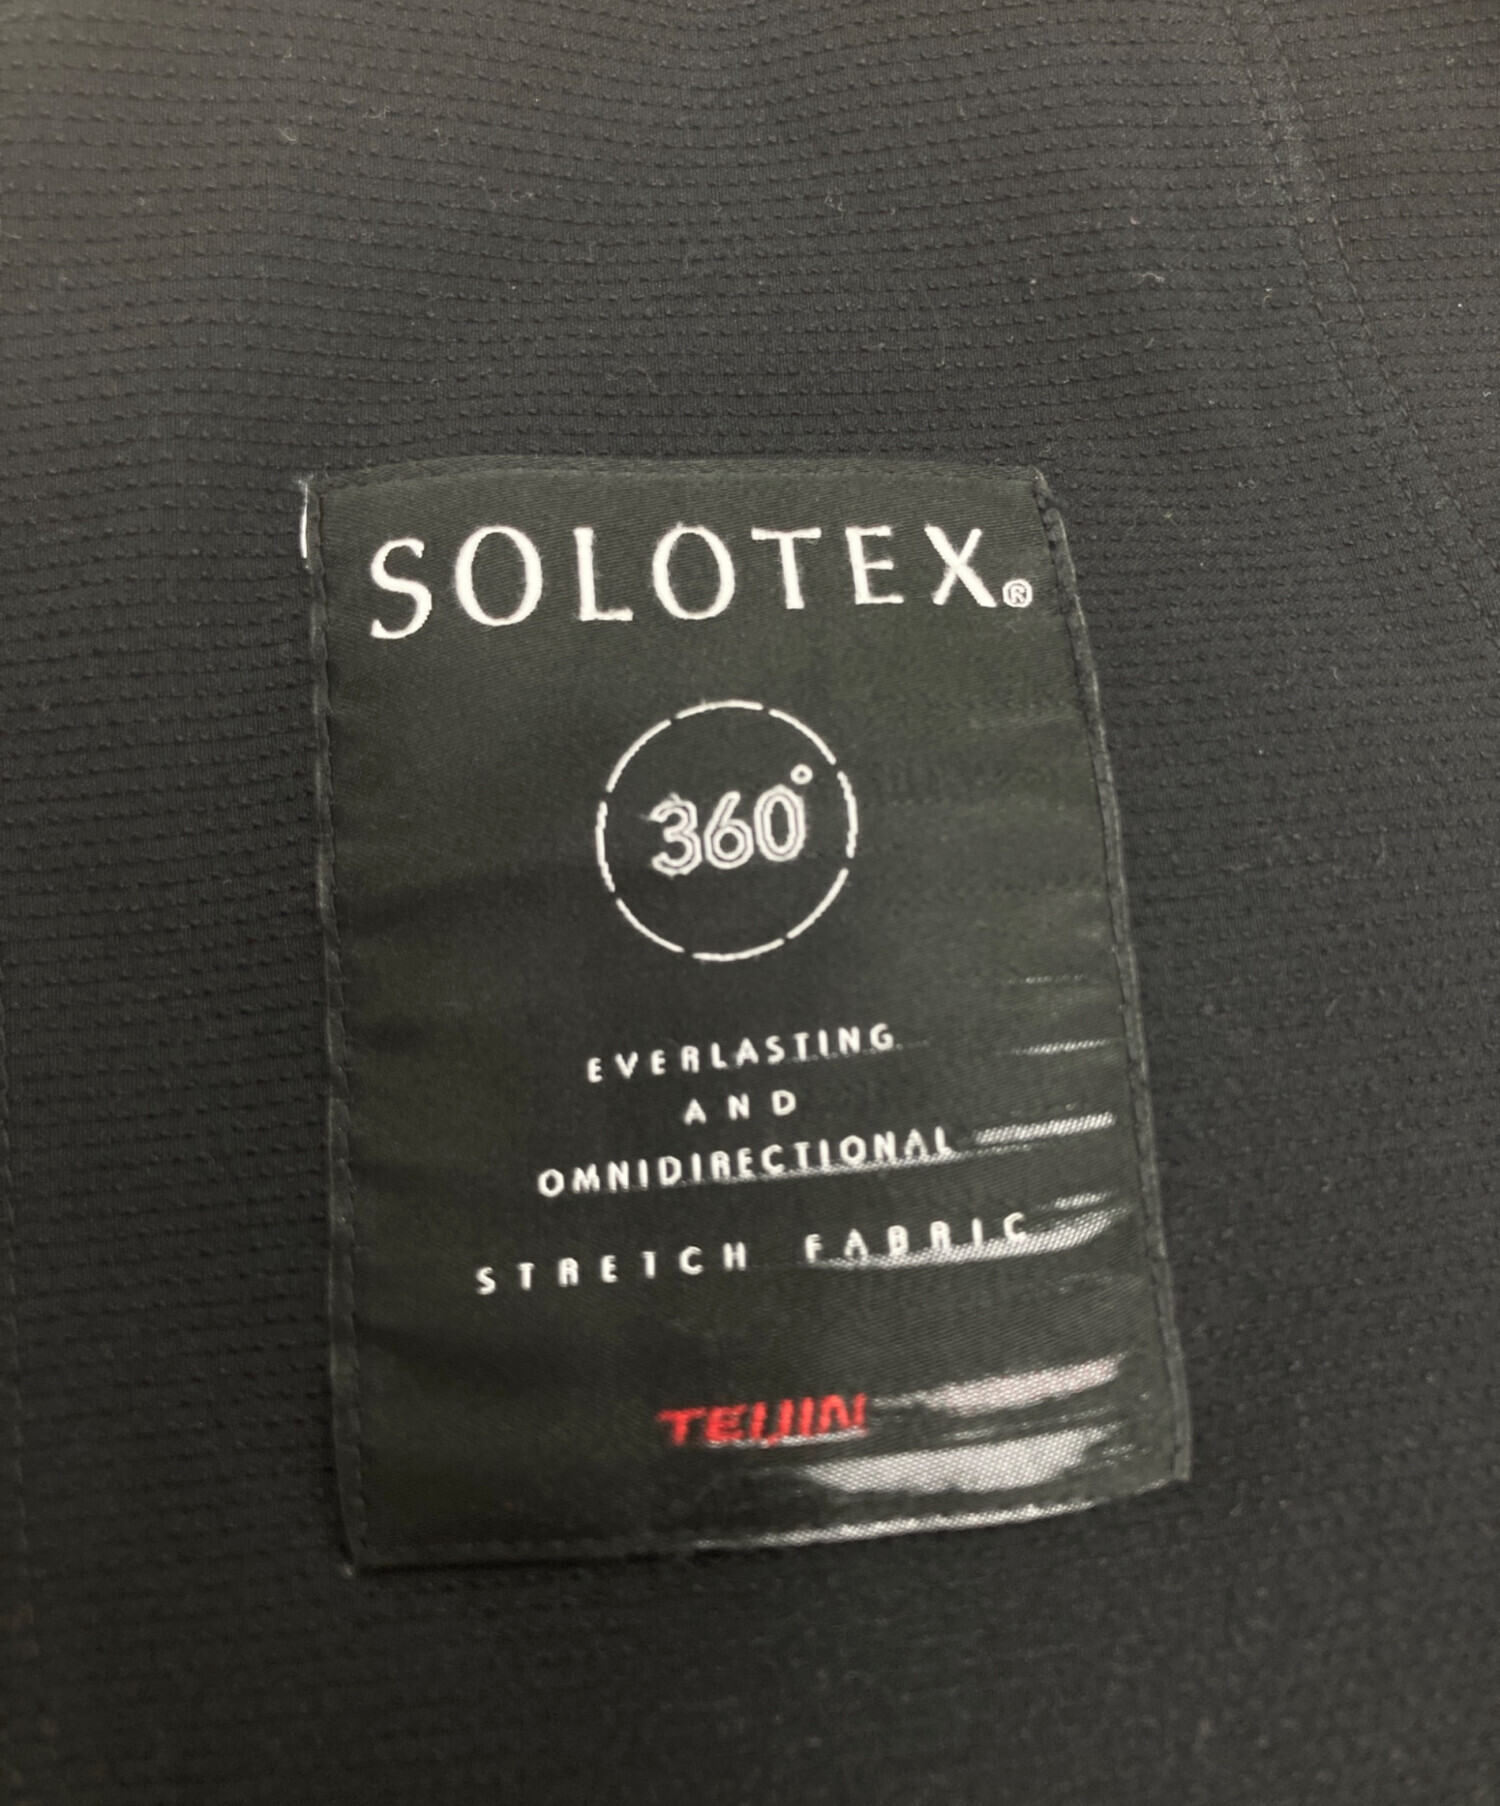 SOLOTEX®
360°
EVERLASTING
AND
OMNIDIRECTIONAL
STRETCH FABRIC
TEIJIN